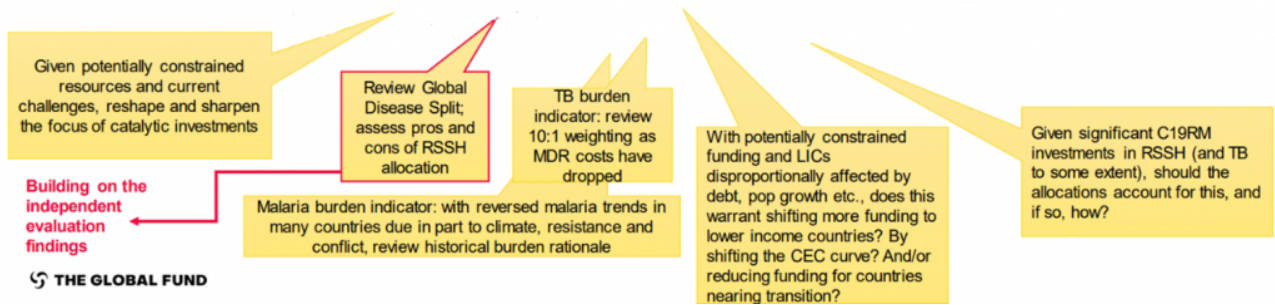 Given potentially constrained
resources and current
challenges, reshape and sharpen
the focus of catalytic investments
Review Global
Disease Split;
assess pros and
cons of RSSH
allocation
TB burden
indicator: review
10:1 weighting as
MDR costs have
dropped
With potentially constrained
funding and LICs
disproportionally affected by
debt, pop growth etc., does this
warrant shifting more funding to
lower income countries? By
shifting the CEC curve? And/or
reducing funding for countries
nearing transition?
Given significant C19RM
investments in RSSH (and TB
to some extent), should the
allocations account for this, and
if so, how?
Building on the
independent
evaluation
findings
Malaria burden indicator: with reversed malaria trends in
many countries due in part to climate, resistance and
conflict, review historical burden rationale
THE GLOBAL FUND